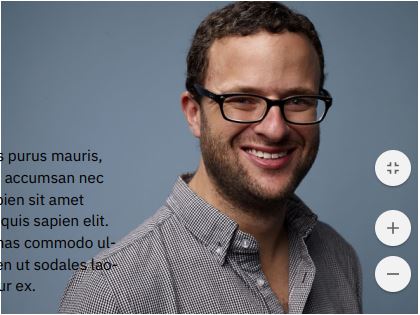 s purus mauris,
accumsan nec
pien sit amet
quis sapien elit.
nas commodo ul-
en ut sodales lao-
ur ex.